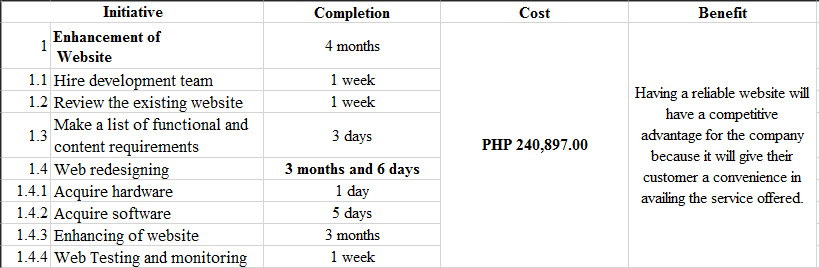 Initiative Completion Cost Benefit
1 Enhancement of Website 4 months
1.1 Hire development team 1 week
1.2 Review the existing website 1 week
1.3 Make a list of functional and content requirements 3 days
1.4 Web redesigning 3 months and 6 days
1.4.1 Acquire hardware 1 day
1.4.2 Acquire software 5 days
1.4.3 Enhancing of website 3 months
1.4.4 Web Testing and monitoring 1 week
PHP 240,897.00
Having a reliable website will
have a competitive
advantage for the company
because it will give their
customer a convenience in
availing the service offered.